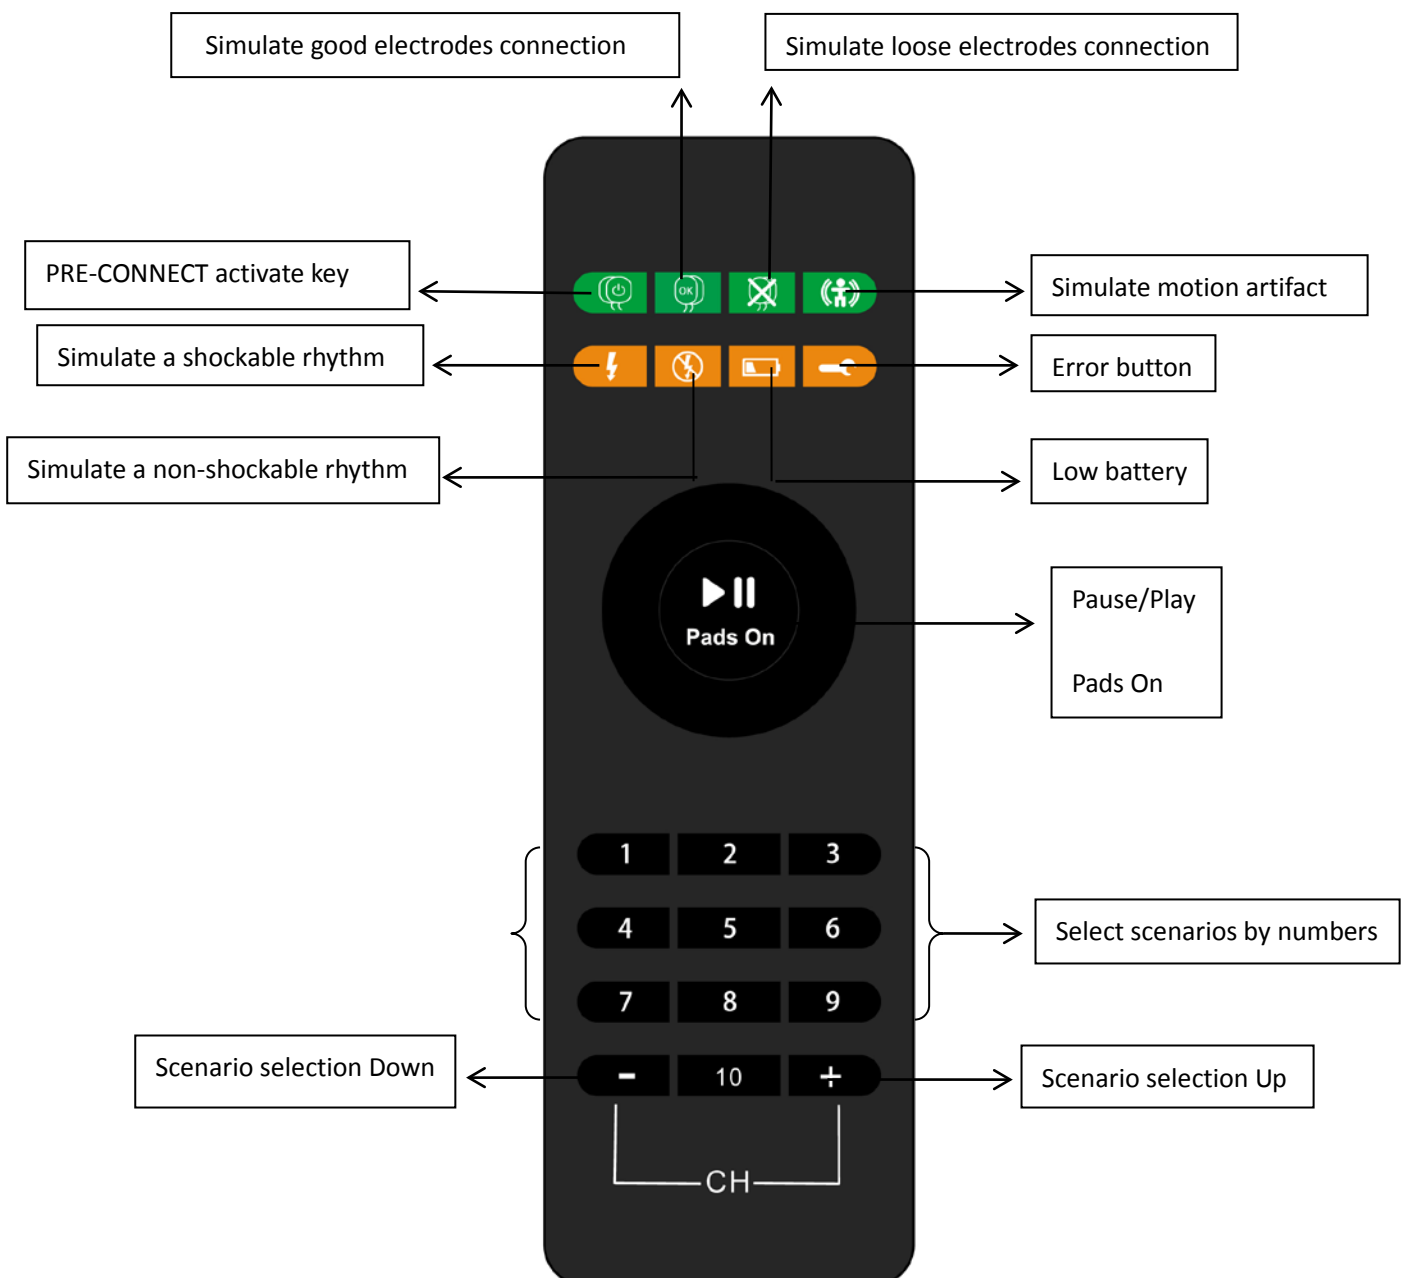 Simulate good electrodes connection
Simulate loose electrodes connection
PRE-CONNECT activate key
OK
Simulate motion artifact
Simulate a shockable rhythm
Error button
Simulate a non-shockable rhythm
Low battery
Pads On
Pause/Play
Pads On
1 2 3
4 5 6
Select scenarios by numbers
7 8 9
Scenario selection Down
- 10 +
Scenario selection Up
CH